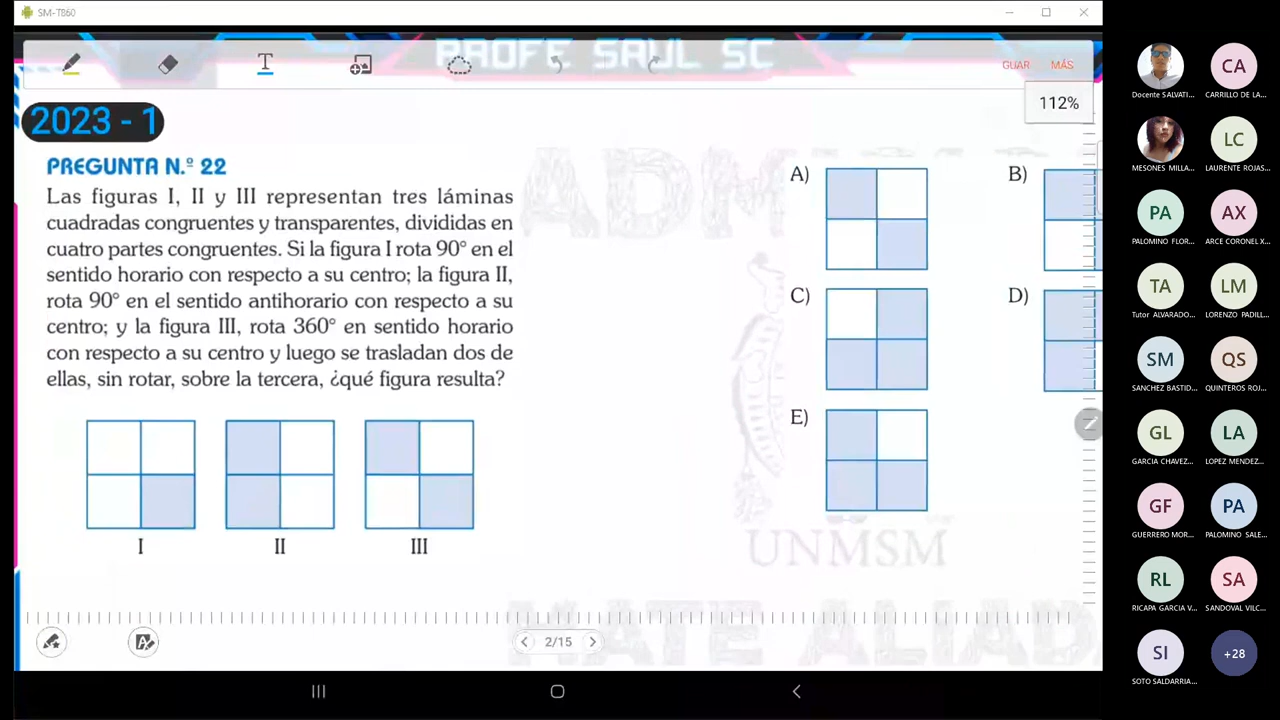 SM-T860
PROFE SAUL SC
GUAR
MÁS
112%
2023 - 1
PREGUNTA N.º 22
Las figuras I, II y III representan tres láminas
cuadradas congruentes y transparentes, divididas en
cuatro partes congruentes. Si la figura I rota 90° en el
sentido horario con respecto a su centro; la figura II,
rota 90° en el sentido antihorario con respecto a su
centro; y la figura III, rota 360° en sentido horario
con respecto a su centro y luego se trasladan dos de
ellas, sin rotar, sobre la tercera, ¿qué figura resulta?
I
II
III
A)
B)
C)
D)
E)
UNMSM
MATE ALIAD
2/15
Docente SALVATI...
CA
CARRILLO DE LA...
MESONES MILLA...
LC
LAURENTE ROJAS...
PA
PALOMINO FLOR...
AX
ARCE CORONEL X...
TA
Tutor ALVARADO...
LM
LORENZO PADILL...
SM
SANCHEZ BASTID...
QS
QUINTEROS ROJ...
GL
GARCIA CHAVEZ...
LA
LOPEZ MENDEZ...
GF
GUERRERO MOR...
PA
PALOMINO SALE...
RL
RICAPA GARCIA V...
SA
SANDOVAL VILC...
SI
SOTO SALDARRIA...
+28